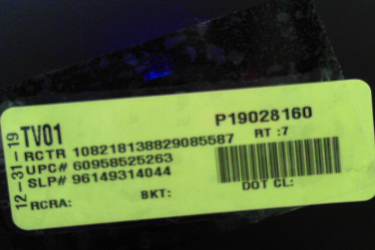 12-31-19
TV01
P19028160
RCTR 108218138829085587 RT :7
UPC# 60958525263
SLP# 96149314044
RCRA: BKT: DOT CL: